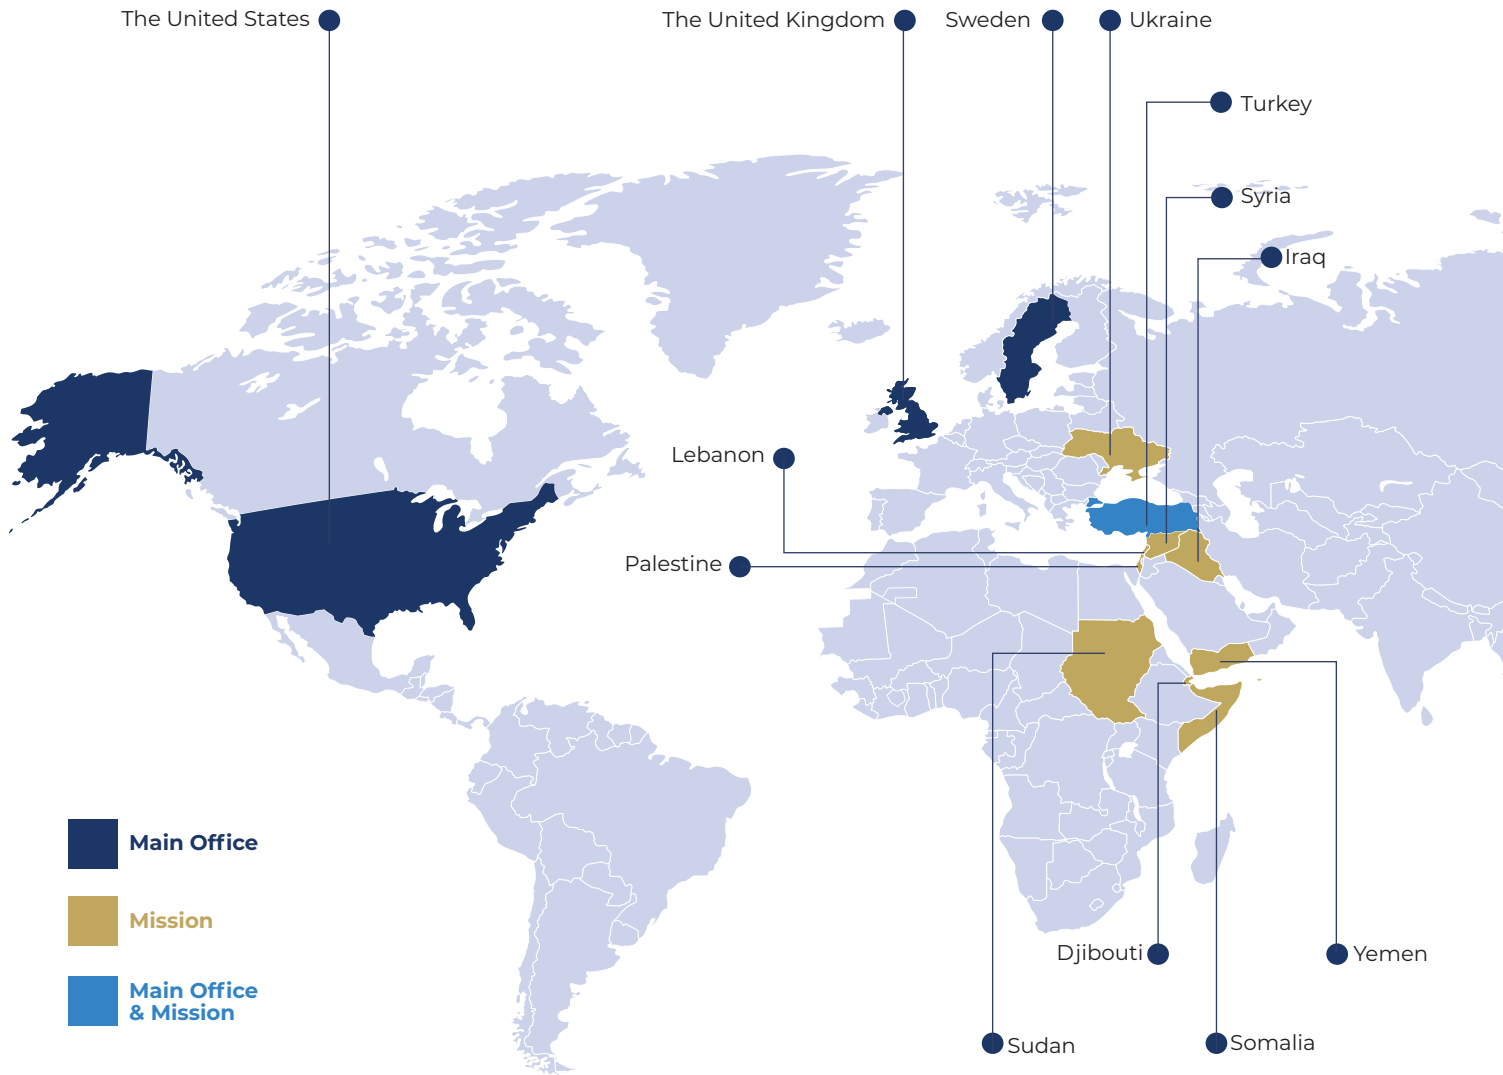 The United States
The United Kingdom
Sweden
Ukraine
Turkey
Syria
Iraq
Lebanon
Palestine
Main Office
Mission
Main Office
& Mission
Djibouti
Yemen
Sudan
Somalia